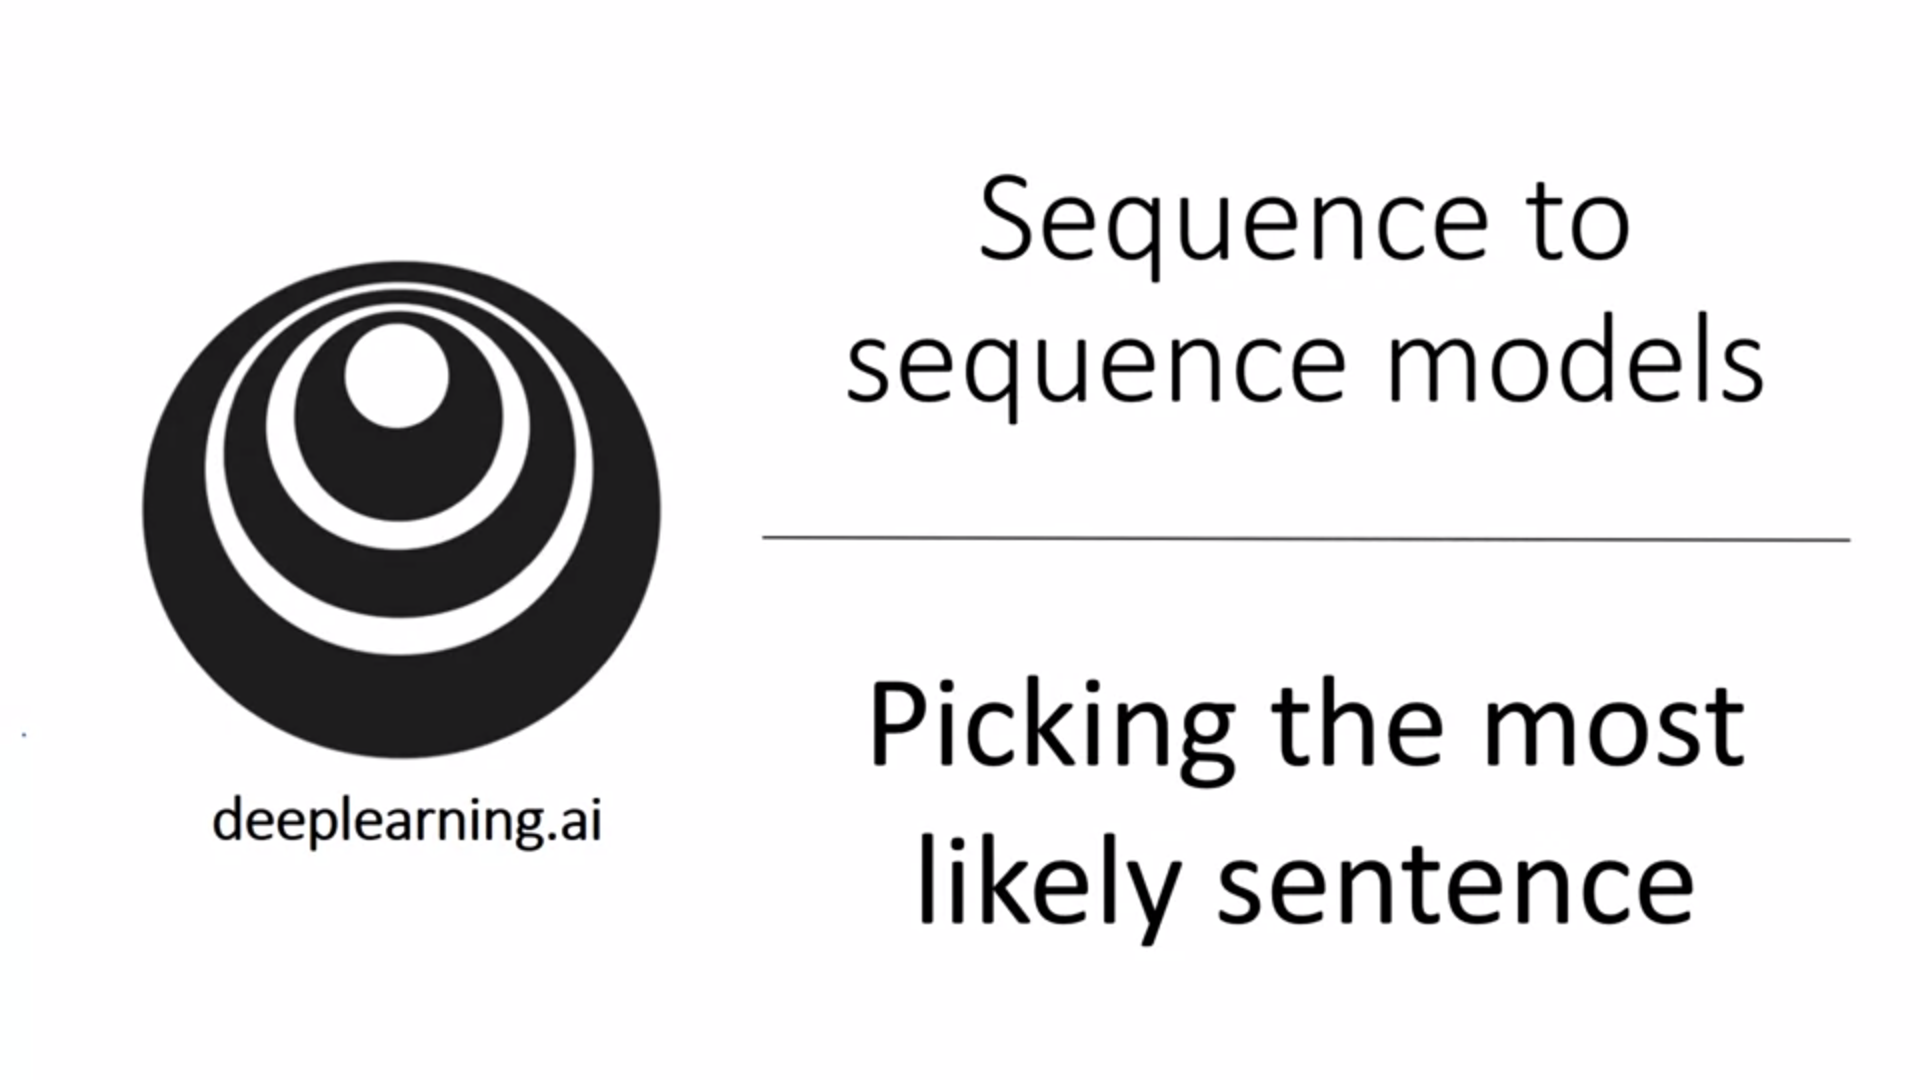 Sequence to
sequence models
Picking the most
likely sentence
deeplearning.ai